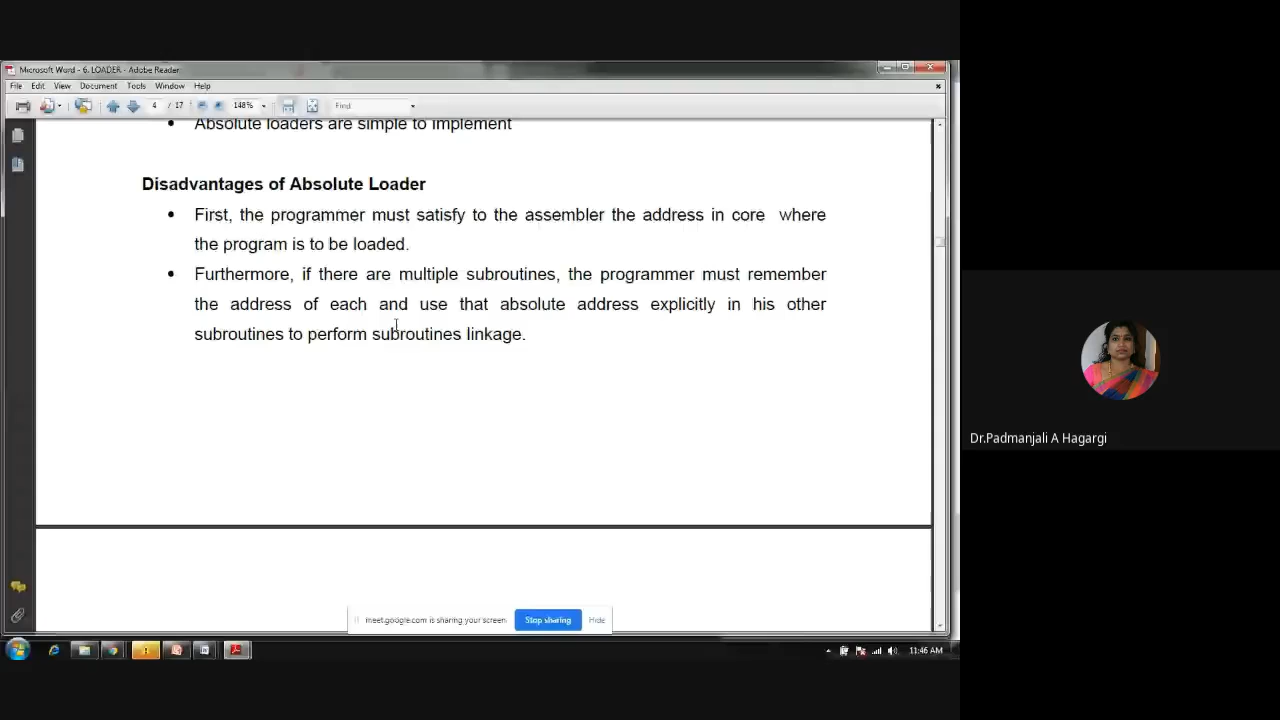 Microsoft Word - 6. LOADER - Adobe Reader
File Edit View Document Tools Window Help
4 / 17 148% Find
Absolute loaders are simple to implement
Disadvantages of Absolute Loader
• First, the programmer must satisfy to the assembler the address in core where
the program is to be loaded.
• Furthermore, if there are multiple subroutines, the programmer must remember
the address of each and use that absolute address explicitly in his other
subroutines to perform subroutines linkage.
Dr.Padmanjali A Hagargi
meet.google.com is sharing your screen Stop sharing Hide
11:46 AM